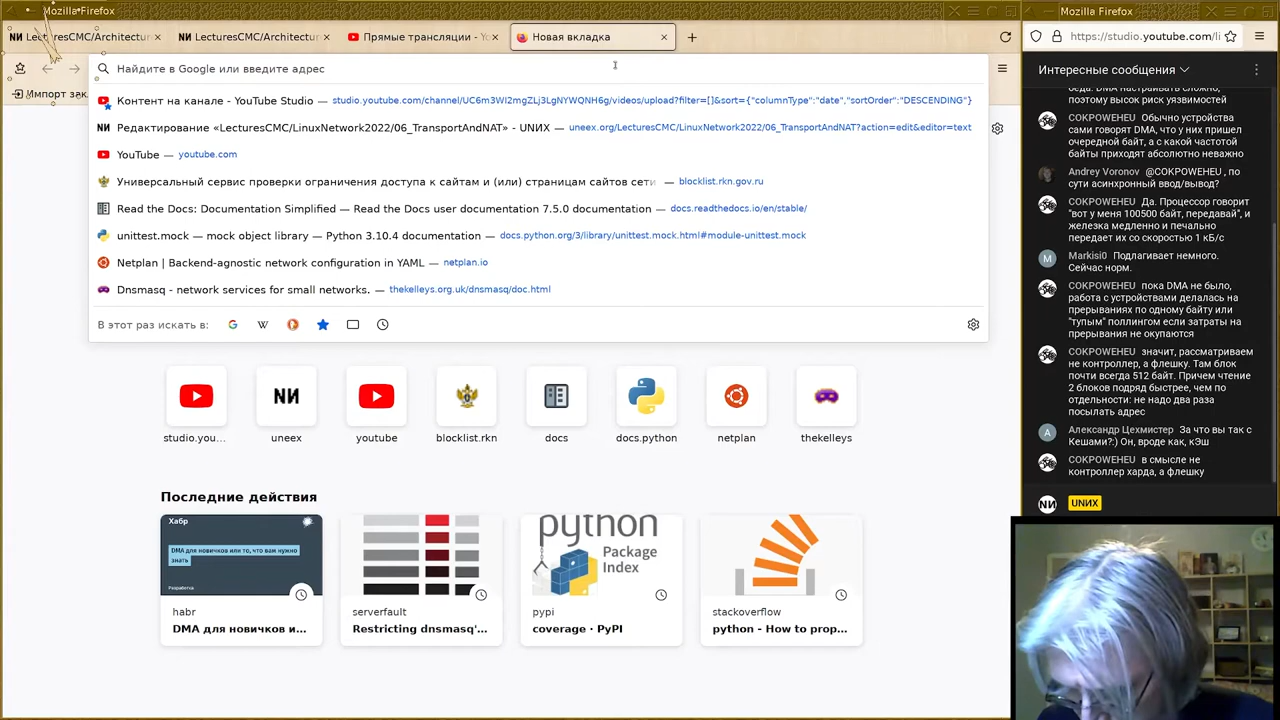 Mozilla Firefox
Mozilla Firefox
LecturesCMC/Architectur
LecturesCMC/Architectur
Прямые трансляции - Yo
Новая вкладка
Найдите в Google или введите адрес
Импорт зак
Контент на канале - YouTube Studio — studio.youtube.com/channel/UC6m3WI2mgZLj3LgNYWQNH6g/videos/upload?filter=[]&sort={"columnType":"date","sortOrder":"DESCENDING"}
Редактирование «LecturesCMC/LinuxNetwork2022/06_TransportAndNAT» - UNИX — uneex.org/LecturesCMC/LinuxNetwork2022/06_TransportAndNAT?action=edit&editor=text
YouTube — youtube.com
Универсальный сервис проверки ограничения доступа к сайтам и (или) страницам сайтов сети — blocklist.rkn.gov.ru
Read the Docs: Documentation Simplified — Read the Docs user documentation 7.5.0 documentation — docs.readthedocs.io/en/stable/
unittest.mock — mock object library — Python 3.10.4 documentation — docs.python.org/3/library/unittest.mock.html#module-unittest.mock
Netplan | Backend-agnostic network configuration in YAML — netplan.io
Dnsmasq - network services for small networks. — thekelleys.org.uk/dnsmasq/doc.html
В этот раз искать в:
studio.you...
uneex
youtube
blocklist.rkn
docs
docs.python
netplan
thekelleys
Последние действия
Хабр
DMA для новичков или то, что вам нужно
знать
Разработка
habr
DMA для новичков и...
serverfault
Restricting dnsmasq'...
python
Package
Index
pypi
coverage · PyPI
stackoverflow
python - How to prop...
https://studio.youtube.com/li
Интересные сообщения
беда. DMA настраивать сложно,
поэтому высок риск уязвимостей
COKPOWEHEU Обычно устройства
сами говорят DMA, что у них пришел
очередной байт, а с какой частотой
байты приходят абсолютно неважно
Andrey Voronov @COKPOWEHEU , по
сути асинхронный ввод/вывод?
COKPOWEHEU Да. Процессор говорит
"вот у меня 100500 байт, передавай", и
железка медленно и печально
передает их со скоростью 1 кБ/с
Markisi0 Подлагивает немного.
Сейчас норм.
COKPOWEHEU пока DMA не было,
работа с устройствами делалась на
прерываниях по одному байту или
"тупым" поллингом если затраты на
прерывания не окупаются
COKPOWEHEU значит, рассматриваем
не контроллер, а флешку. Там блок
почти всегда 512 байт. Причем чтение
2 блоков подряд быстрее, чем по
отдельности: не надо два раза
посылать адрес
Александр Цехмистер За что вы так с
Кешами?:) Он, вроде как, кЭш
COKPOWEHEU в смысле не
контроллер харда, а флешку
UNИX